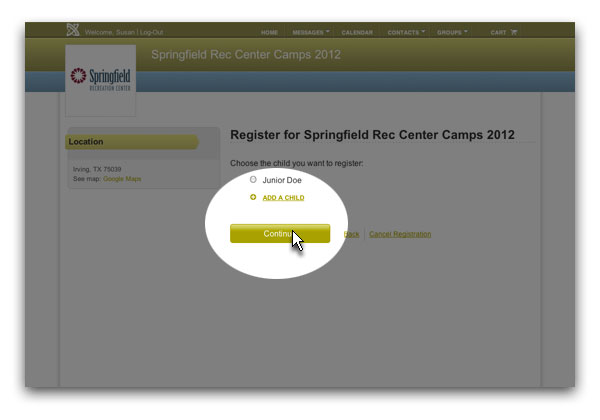 Welcome, Susan | Log-Out
HOME
MESSAGES
CALENDAR
CONTACTS
GROUPS
CART
Springfield Rec Center Camps 2012
Springfield
RECREATION CENTER
Location
Irving, TX 75039
See map: Google Maps
Register for Springfield Rec Center Camps 2012
Choose the child you want to register:
Junior Doe
ADD A CHILD
Continu
Back
Cancel Registration